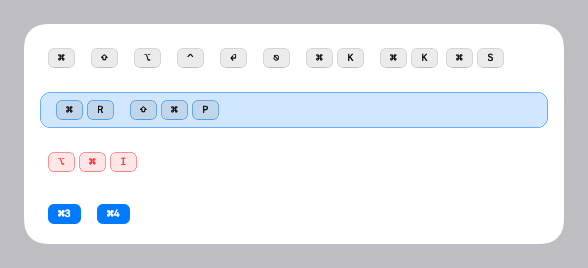 ⌘ ⇧ ⌥ ^ ↲ ⎋ ⌘ K ⌘ K ⌘ S
⌘ R ⇧ ⌘ P
⌥ ⌘ I
⌘3 ⌘4